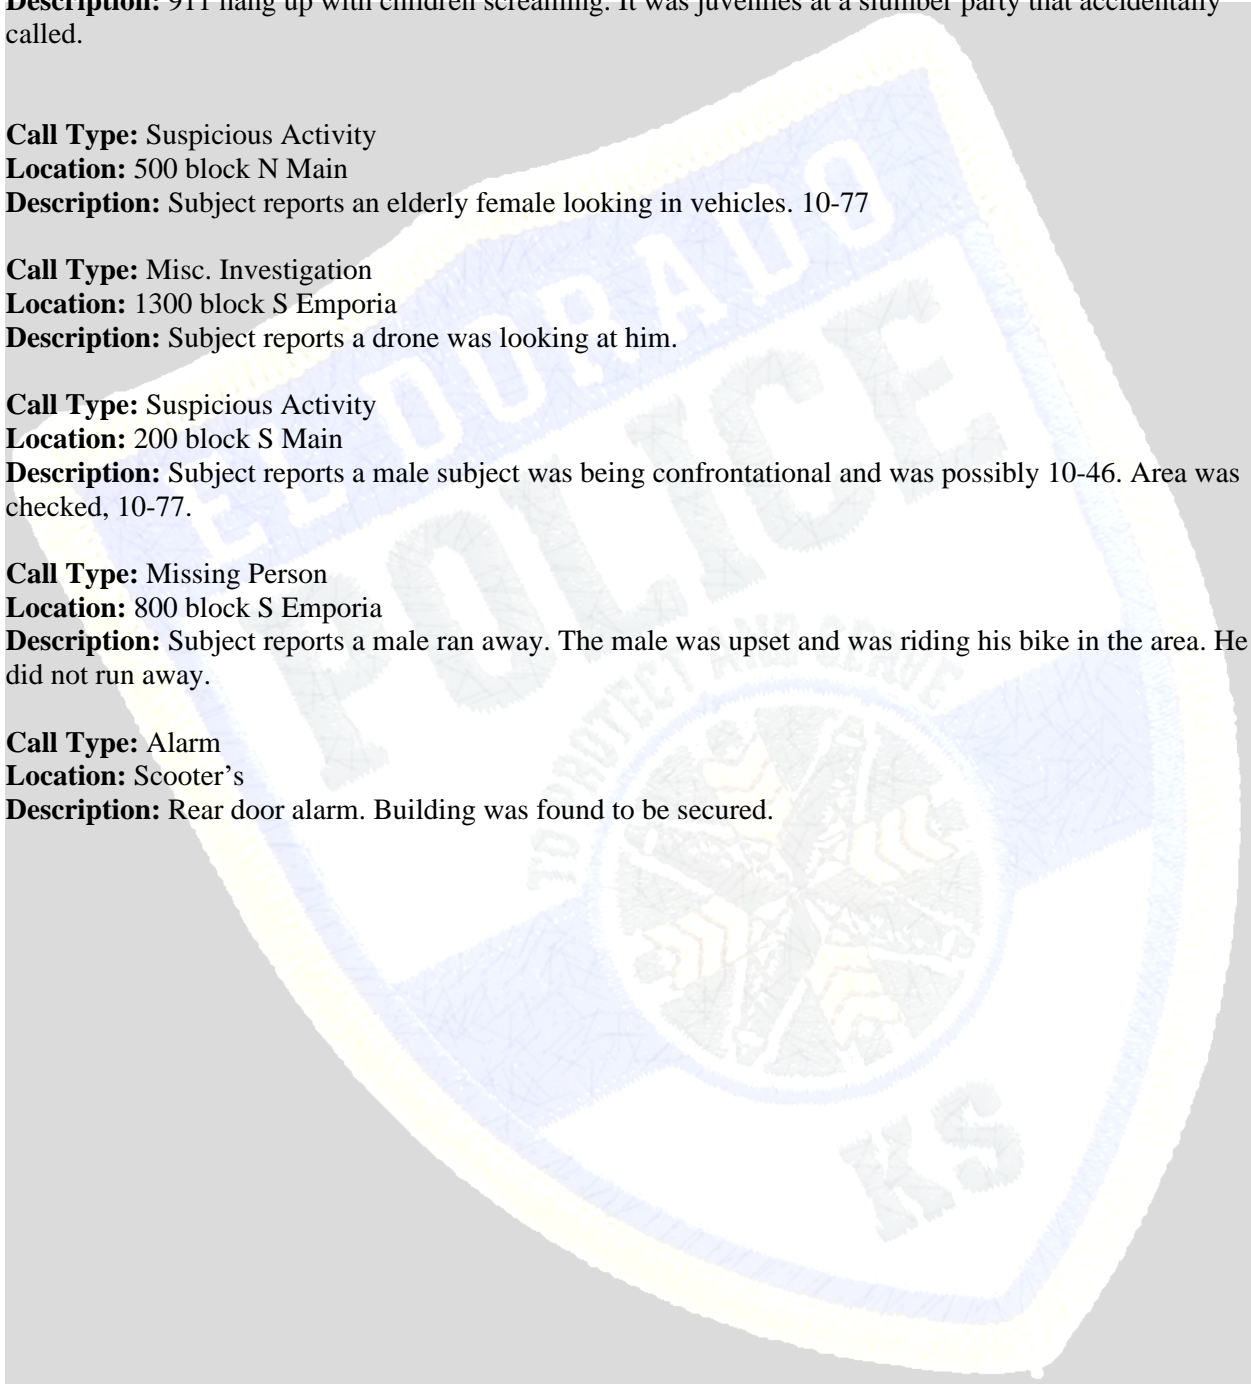 Description: 911 hang up with children screaming. It was juveniles at a slumber party that accidentally
called.
Call Type: Suspicious Activity
Location: 500 block N Main
Description: Subject reports an elderly female looking in vehicles. 10-77
Call Type: Misc. Investigation
Location: 1300 block S Emporia
Description: Subject reports a drone was looking at him.
Call Type: Suspicious Activity
Location: 200 block S Main
Description: Subject reports a male subject was being confrontational and was possibly 10-46. Area was
checked, 10-77.
Call Type: Missing Person
Location: 800 block S Emporia
Description: Subject reports a male ran away. The male was upset and was riding his bike in the area. He
did not run away.
Call Type: Alarm
Location: Scooter’s
Description: Rear door alarm. Building was found to be secured.
EL DORADO
POLICE
TO PROTECT AND SERVE
KS